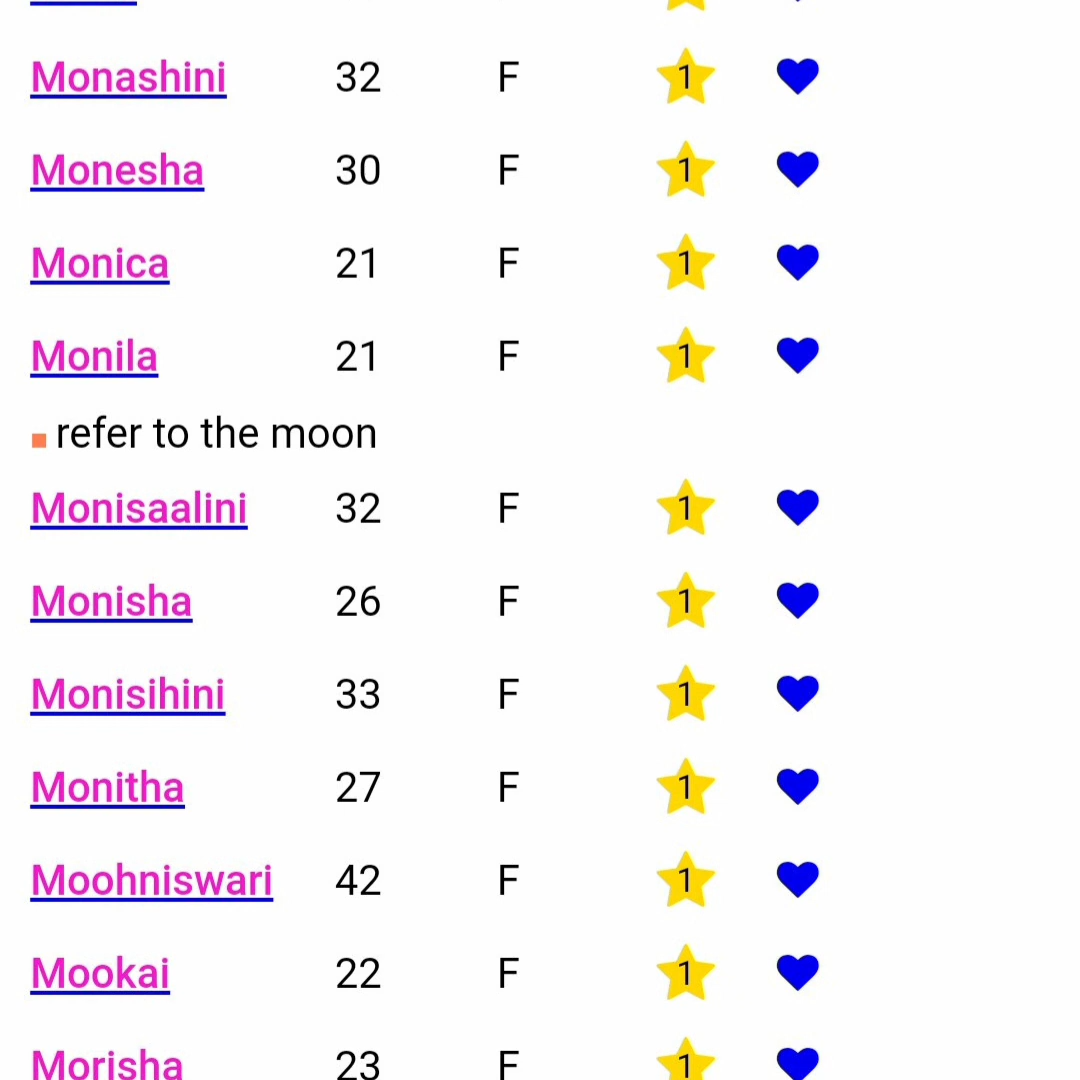 Monashini 32 F 1
Monesha 30 F 1
Monica 21 F 1
Monila 21 F 1
refer to the moon
Monisaalini 32 F 1
Monisha 26 F 1
Monisihini 33 F 1
Monitha 27 F 1
Moohniswari 42 F 1
Mookai 22 F 1
Morisha 23 F 1